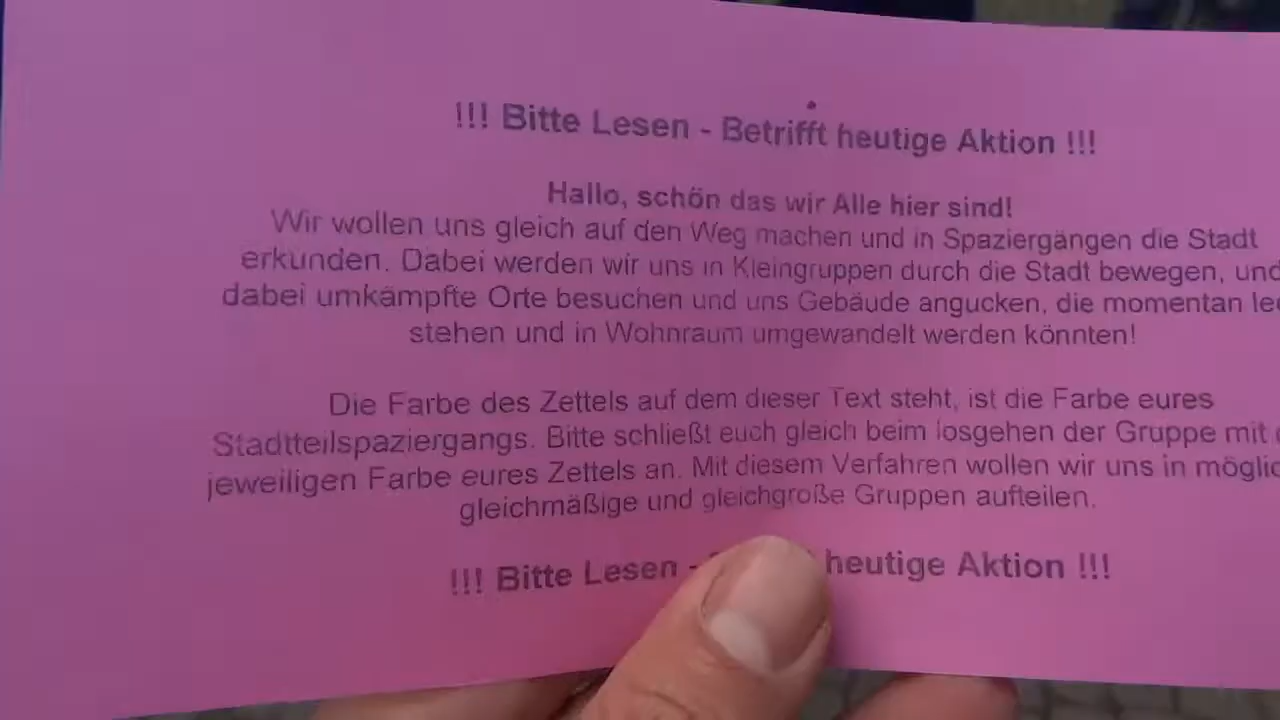 !!! Bitte Lesen - Betrifft heutige Aktion !!!
Hallo, schön das wir Alle hier sind!
Wir wollen uns gleich auf den Weg machen und in Spaziergängen die Stadt
erkunden. Dabei werden wir uns in Kleingruppen durch die Stadt bewegen, und
dabei umkämpfte Orte besuchen und uns Gebäude angucken, die momentan
stehen und in Wohnraum umgewandelt werden könnten!
Die Farbe des Zettels auf dem dieser Text steht, ist die Farbe eures
Stadtteilspaziergangs. Bitte schließt euch gleich beim losgehen der Gruppe mit
jeweiligen Farbe eures Zettels an. Mit diesem Verfahren wollen wir uns in
gleichmäßige und gleichgroße Gruppen aufteilen.
!!! Bitte Lesen - heutige Aktion !!!